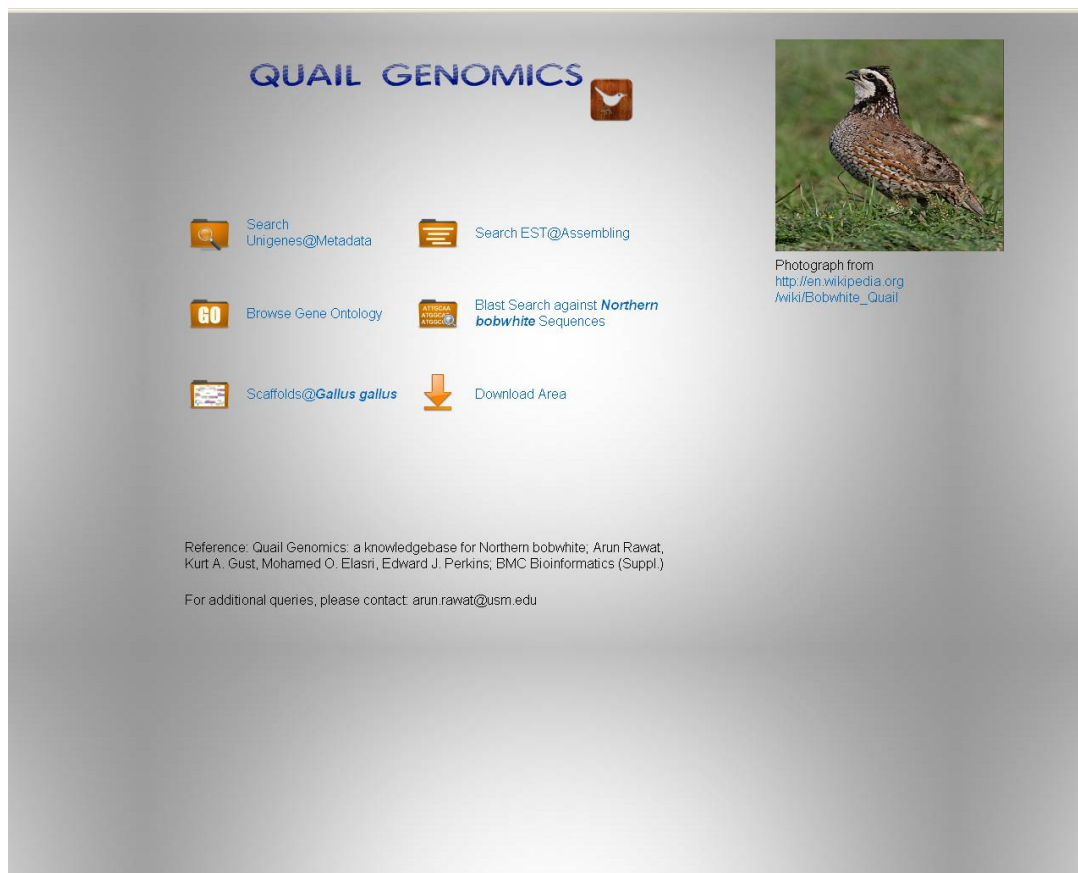 QUAIL GENOMICS
Search
Unigenes@Metadata
Search EST@Assembling
GO
Browse Gene Ontology
Blast Search against Northern
bobwhite Sequences
Scaffolds@Gallus gallus
Download Area
Photograph from
http://en.wikipedia.org
/wiki/Bobwhite_Quail
Reference: Quail Genomics: a knowledgebase for Northern bobwhite; Arun Rawat,
Kurt A. Gust, Mohamed O. Elasri, Edward J. Perkins; BMC Bioinformatics (Suppl.)
For additional queries, please contact: arun.rawat@usm.edu